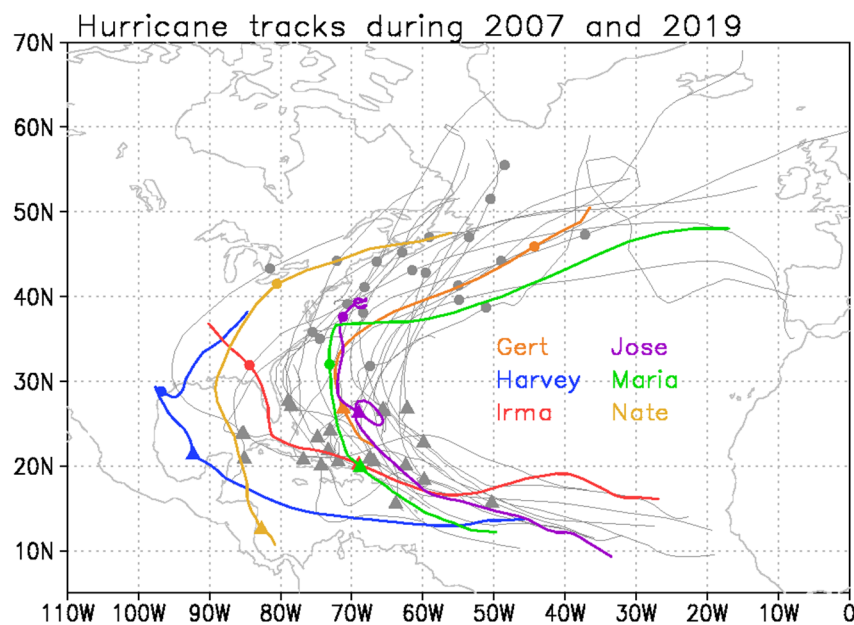 Hurricane tracks during 2007 and 2019
70N
60N
50N
40N
30N
20N
10N
Gert Jose
Harvey Maria
Irma Nate
110W 100W 90W 80W 70W 60W 50W 40W 30W 20W 10W 0